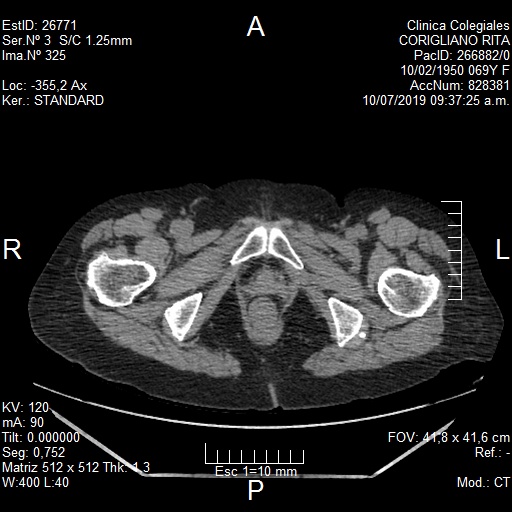 EstID: 26771
Ser.Nº 3 S/C 1.25mm
Ima.Nº 325
Loc: -355,2 Ax
Ker.: STANDARD
A
Clinica Colegiales
CORIGLIANO RITA
PacID: 266882/0
10/02/1950 069Y F
AccNum: 828381
10/07/2019 09:37:25 a.m.
R
L
KV: 120
mA: 90
Tilt: 0.000000
Seg: 0,752
Matriz 512 x 512 Thk: 1.3
W:400 L:40
Esc 1=10 mm
P
FOV: 41,8 x 41,6 cm
Ref.: -
Mod.: CT